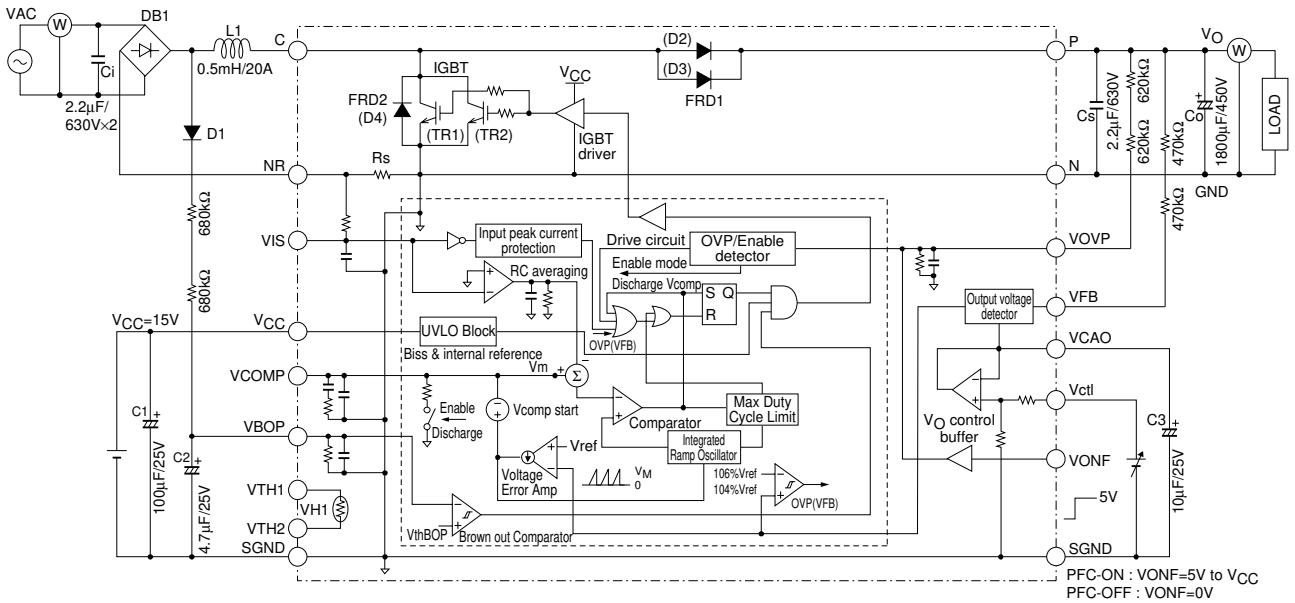 VAC
W
DB1
L1
0.5mH/20A
Ci
2.2μF/
630V×2
D1
680kΩ
680kΩ
C
(D2)
(D3)
FRD1
IGBT
FRD2
(D4)
(TR1)
(TR2)
VCC
IGBT
driver
P
VO
W
Cs
2.2μF/630V
620kΩ
620kΩ
470kΩ
470kΩ
Co
+
1800μF/450V
LOAD
NR
Rs
N
GND
VIS
Input peak current
protection
Drive circuit
OVP/Enable
detector
VOVP
Enable mode
Discharge Vcomp
RC averaging
+
−
S
Q
R
OVP(VFB)
Output voltage
detector
VFB
VCC=15V
VCC
UVLO Block
Biss & internal reference
VCAO
VCOMP
Vm
+
−
Σ
Enable
Discharge
−
+
Vcomp start
−
+
Comparator
Max Duty
Cycle Limit
Integrated
Ramp Oscillator
−
+
VO control
buffer
Vctl
C1
+
100μF/25V
VBOP
C2
+
4.7μF/25V
+
Vref
−
Voltage
Error Amp
VM
0
106%Vref
104%Vref
−
+
OVP(VFB)
VONF
C3
+
10μF/25V
5V
VTH1
VH1
VTH2
−
+
VthBOP
Brown out Comparator
SGND
SGND
PFC-ON : VONF=5V to VCC
PFC-OFF : VONF=0V